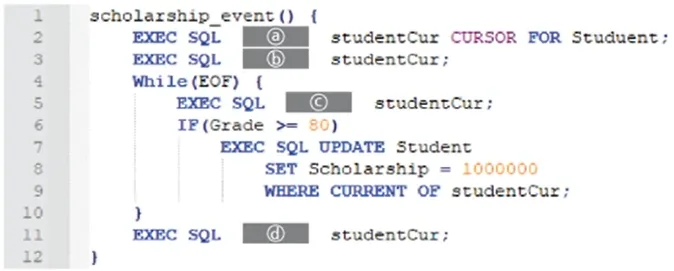 1 scholarship_event() {
2 EXEC SQL ⓐ studentCur CURSOR FOR Studuent;
3 EXEC SQL ⓑ studentCur;
4 While(EOF) {
5 EXEC SQL ⓒ studentCur;
6 IF(Grade >= 80)
7 EXEC SQL UPDATE Student
8 SET Scholarship = 1000000
9 WHERE CURRENT OF studentCur;
10 }
11 EXEC SQL ⓓ studentCur;
12 }